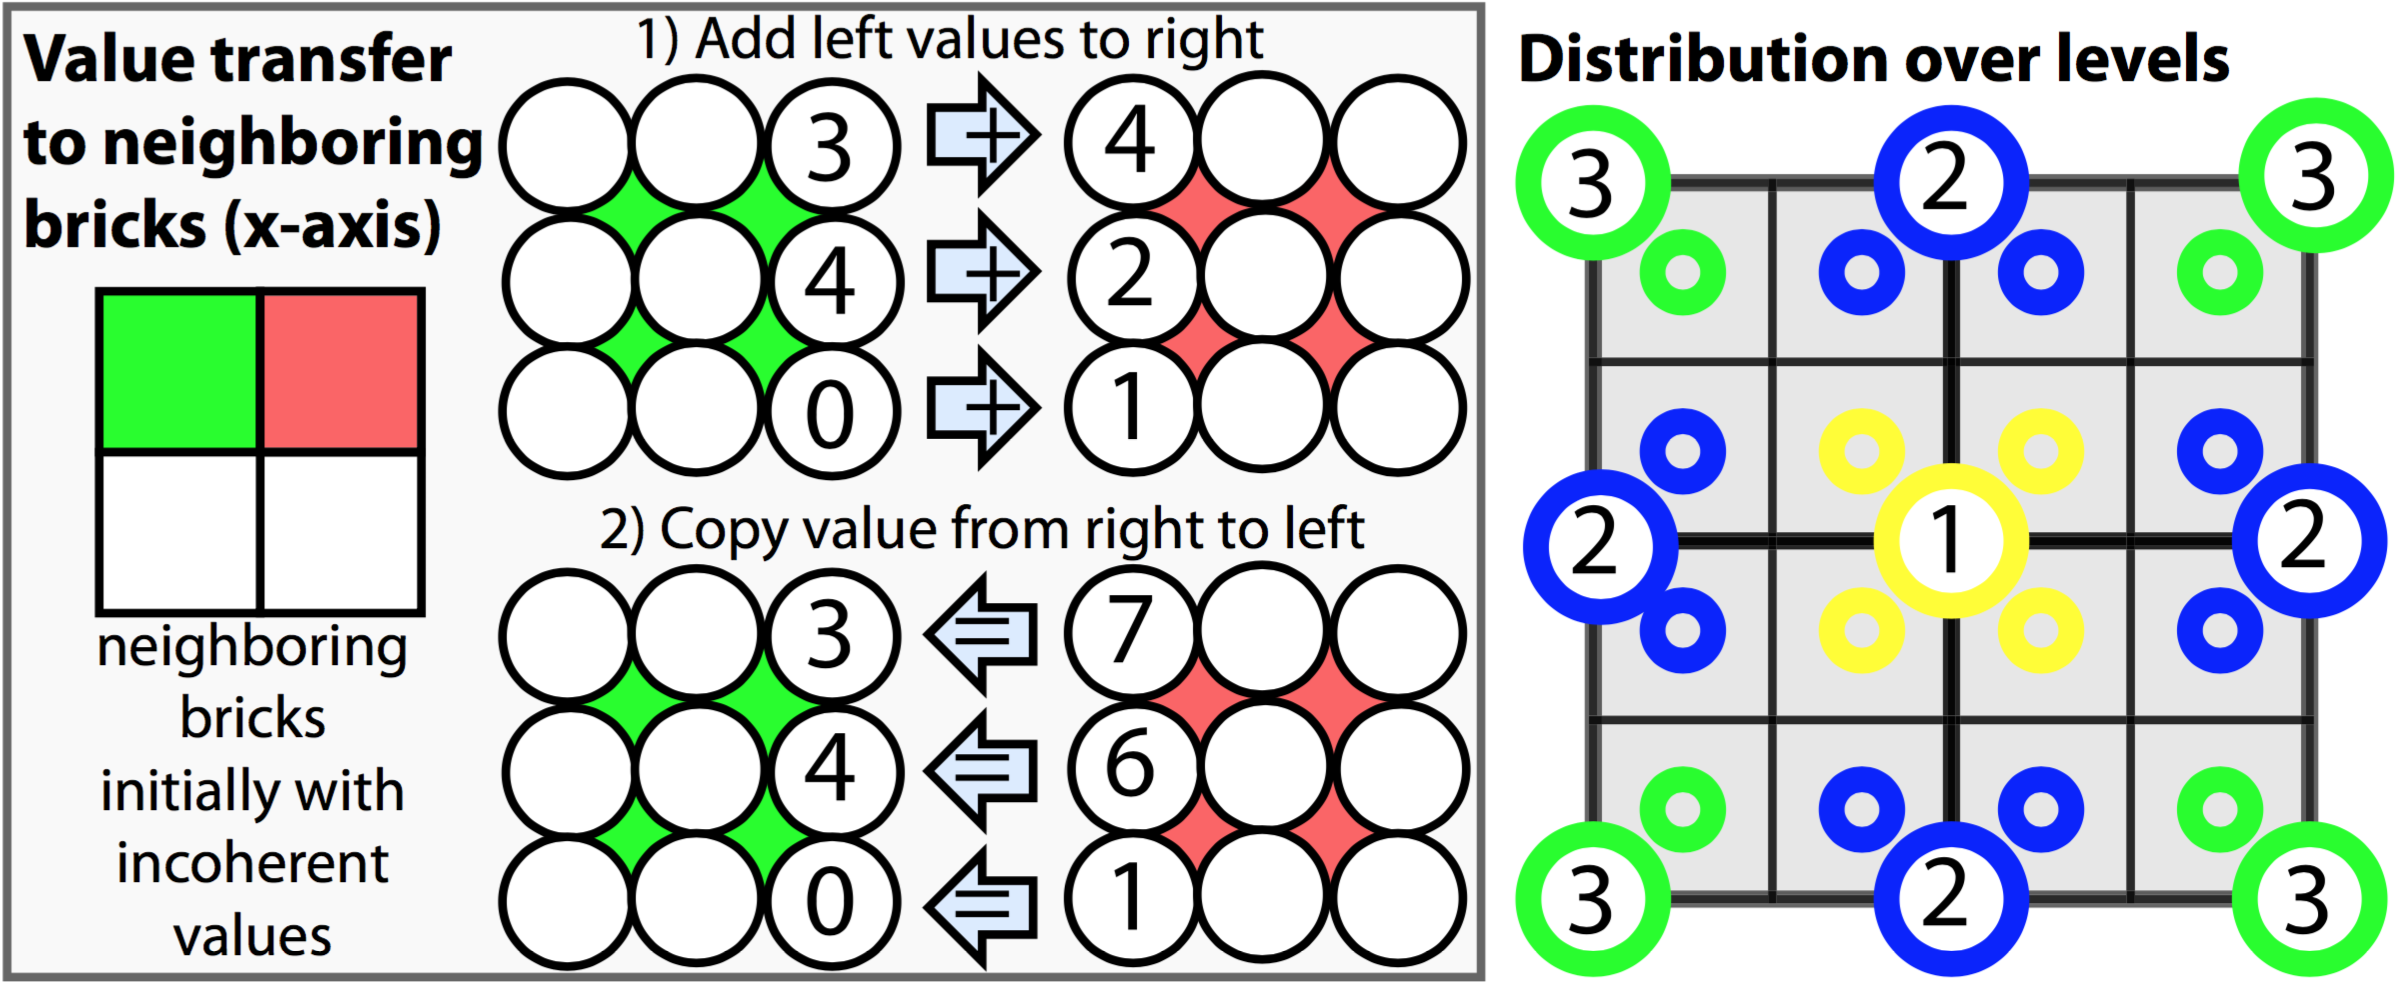 Value transfer
to neighboring
bricks (x-axis)
neighboring
bricks
initially with
incoherent
values
1) Add left values to right
3 + 4
4 + 2
0 + 1
2) Copy value from right to left
3 = 7
4 = 6
0 = 1
Distribution over levels
3 2 3
2 1 2
3 2 3